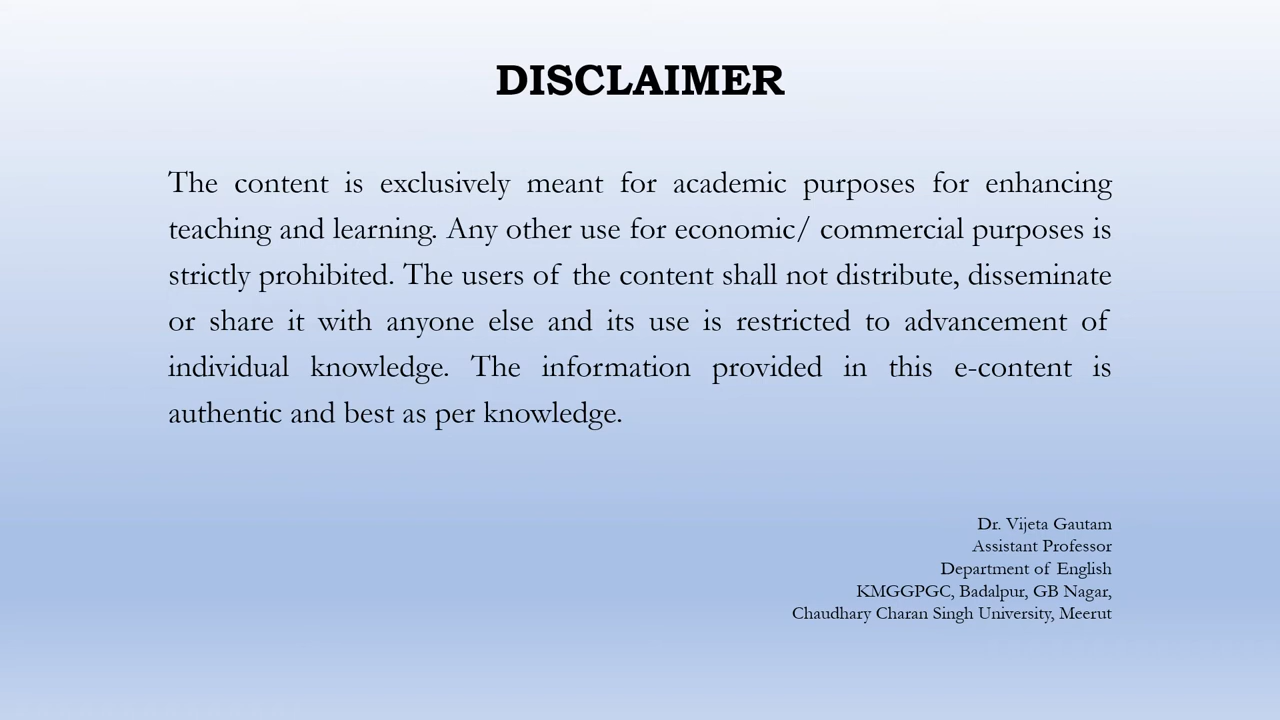 DISCLAIMER
The content is exclusively meant for academic purposes for enhancing
teaching and learning. Any other use for economic/ commercial purposes is
strictly prohibited. The users of the content shall not distribute, disseminate
or share it with anyone else and its use is restricted to advancement of
individual knowledge. The information provided in this e-content is
authentic and best as per knowledge.
Dr. Vijeta Gautam
Assistant Professor
Department of English
KMGGPGC, Badalpur, GB Nagar,
Chaudhary Charan Singh University, Meerut